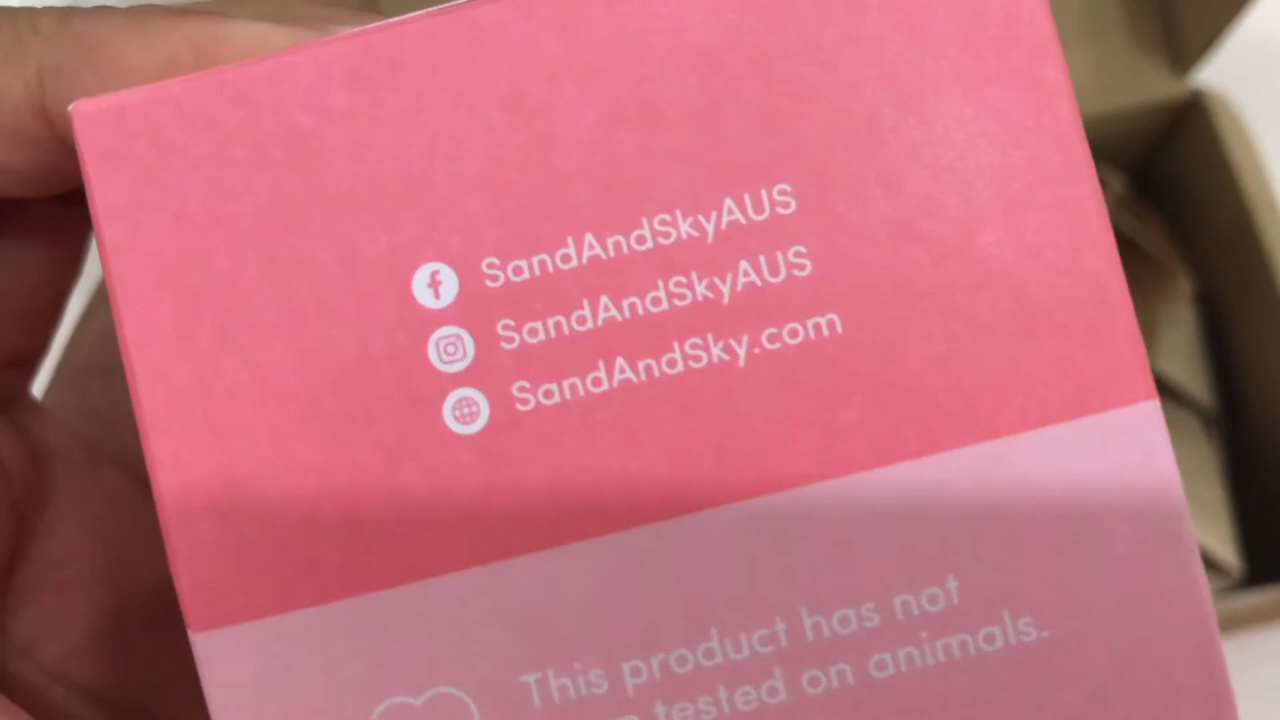 SandAndSkyAUS
SandAndSkyAUS
SandAndSky.com
This product has not
tested on animals.